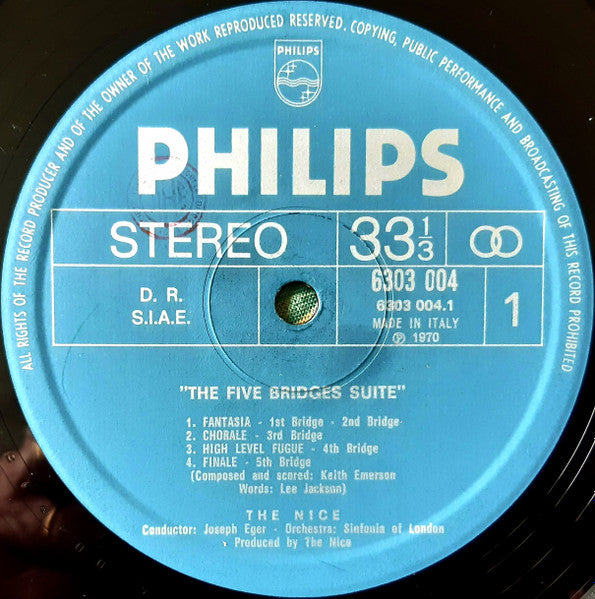 ALL RIGHTS OF THE RECORD PRODUCER AND OF THE OWNER OF THE WORK REPRODUCED RESERVED. COPYING, PUBLIC PERFORMANCE AND BROADCASTING OF THIS RECORD PROHIBITED
PHILIPS
PHILIPS
STEREO 33 1/3
D. R.
S.I.A.E.
6303 004
6303 004.1
MADE IN ITALY
℗ 1970
1
"THE FIVE BRIDGES SUITE"
1. FANTASIA - 1st Bridge - 2nd Bridge
2. CHORALE - 3rd Bridge
3. HIGH LEVEL FUGUE - 4th Bridge
4. FINALE - 5th Bridge
(Composed and scored: Keith Emerson
Words: Lee Jackson)
THE NICE
Conductor: Joseph Eger - Orchestra: Sinfonia of London
Produced by The Nice